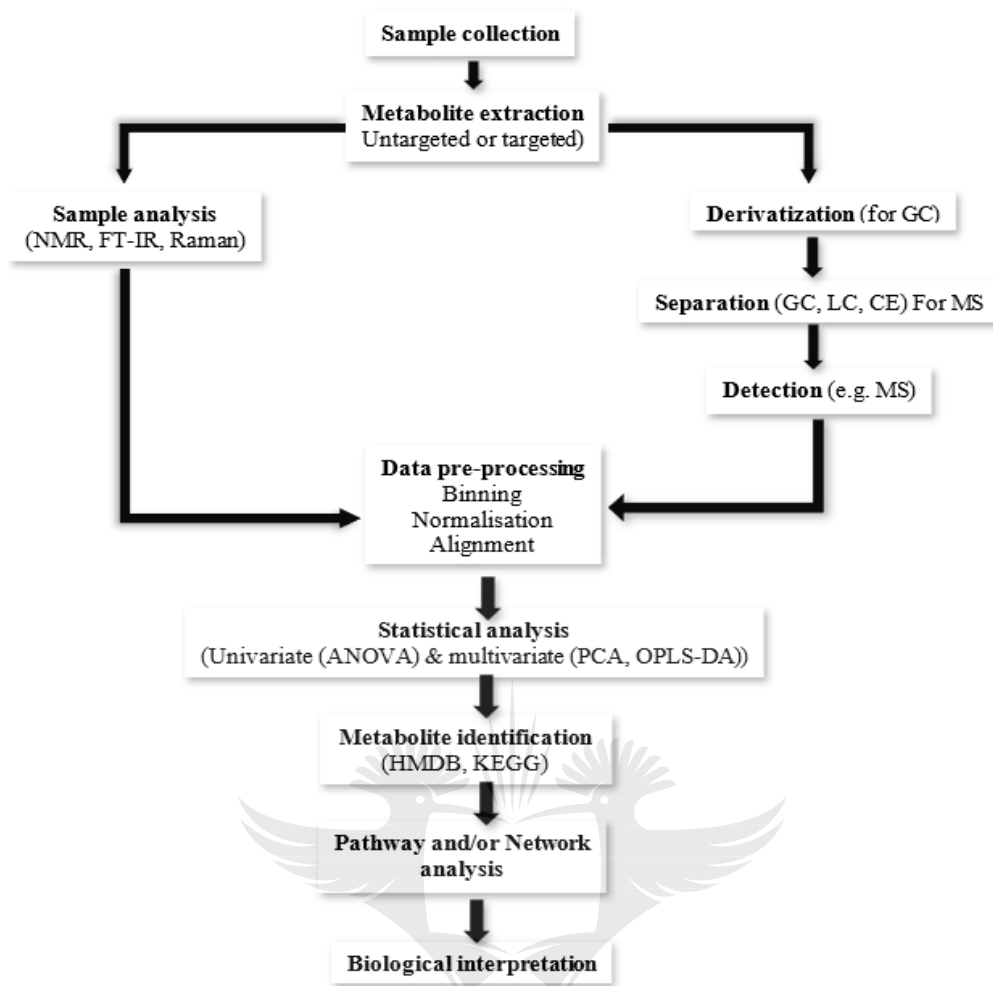 Sample collection
Metabolite extraction
Untargeted or targeted)
Sample analysis
(NMR, FT-IR, Raman)
Derivatization (for GC)
Separation (GC, LC, CE) For MS
Detection (e.g. MS)
Data pre-processing
Binning
Normalisation
Alignment
Statistical analysis
(Univariate (ANOVA) & multivariate (PCA, OPLS-DA))
Metabolite identification
(HMDB, KEGG)
Pathway and/or Network
analysis
Biological interpretation